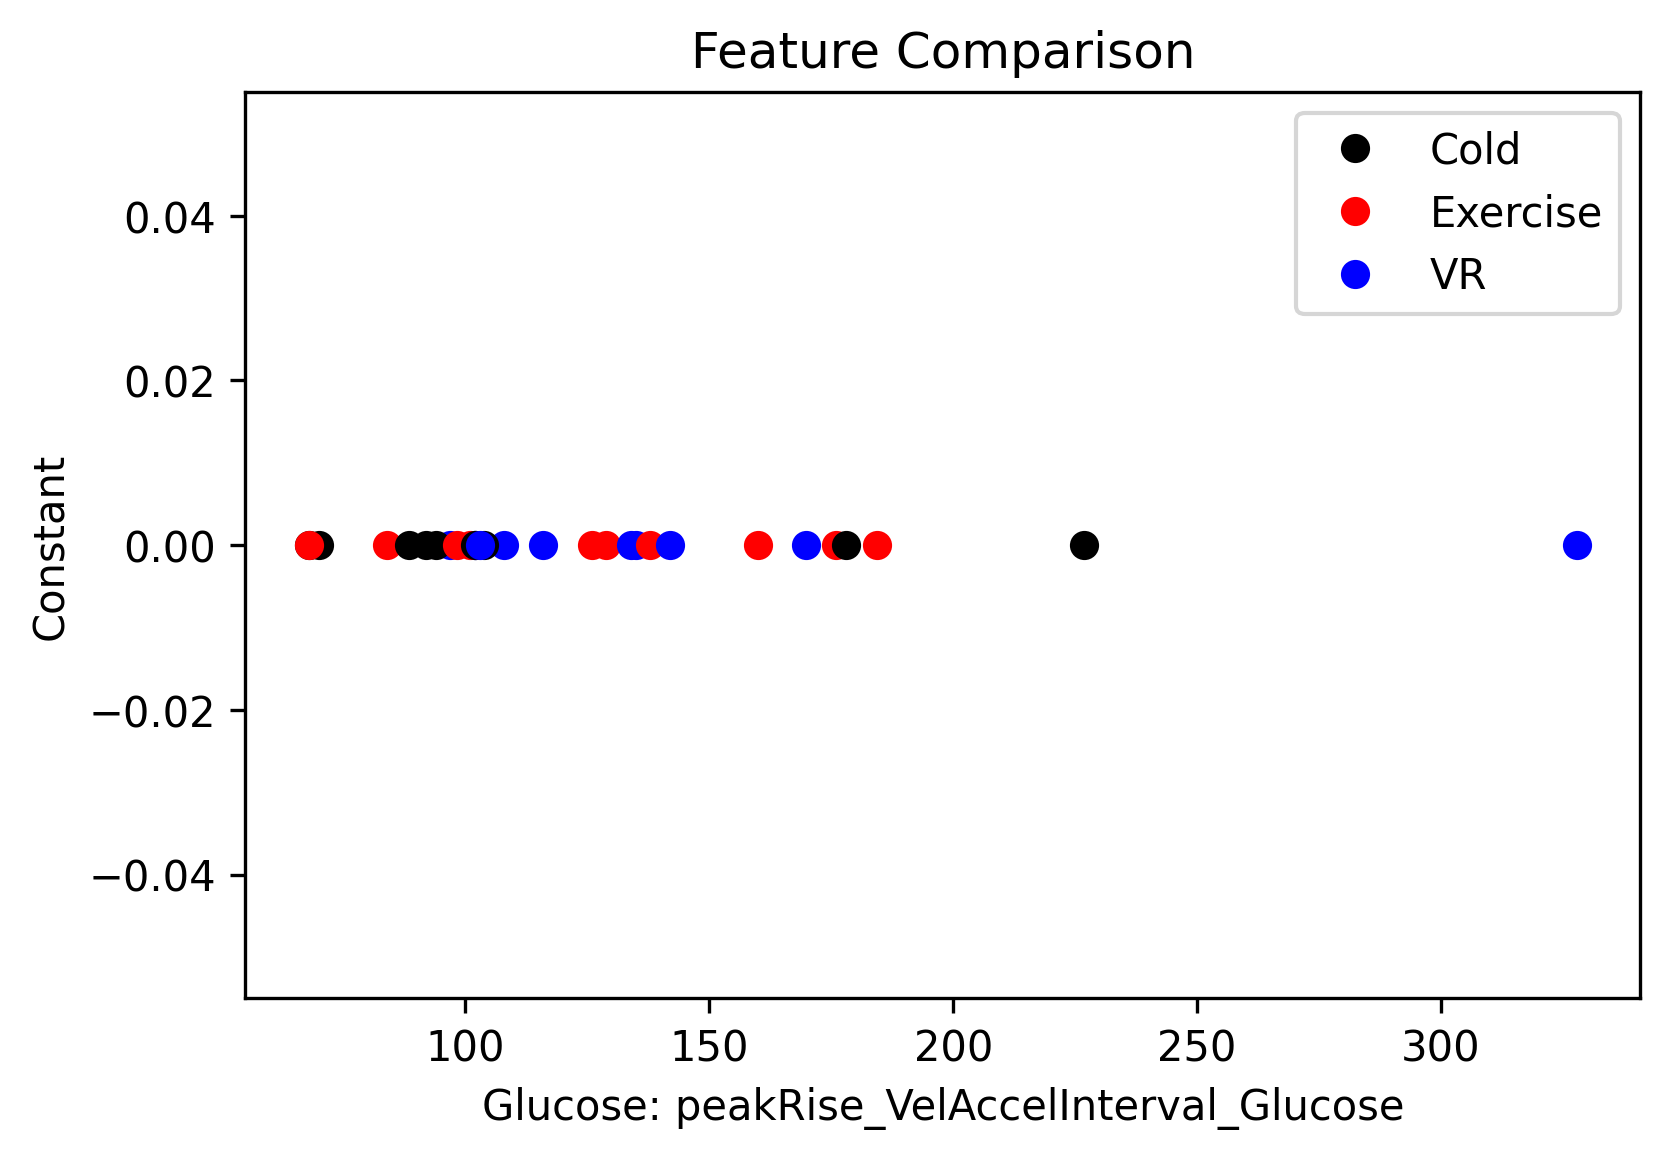 Feature Comparison
Cold
Exercise
VR
0.04
0.02
0.00
−0.02
−0.04
Constant
100 150 200 250 300
Glucose: peakRise_VelAccelInterval_Glucose